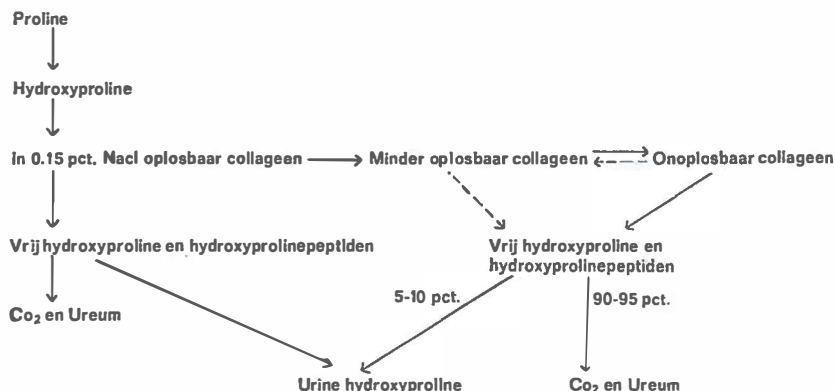 Proline
Hydroxyproline
in 0.15 pct. Nacl oplosbaar collageen
Minder oplosbaar collageen
Onoplosbaar collageen
Vrij hydroxyproline en hydroxyprolinepeptiden
Vrij hydroxyproline en
hydroxyprolinepeptiden
5-10 pct.
90-95 pct.
Co₂ en Ureum
Urine hydroxyproline
Co₂ en Ureum